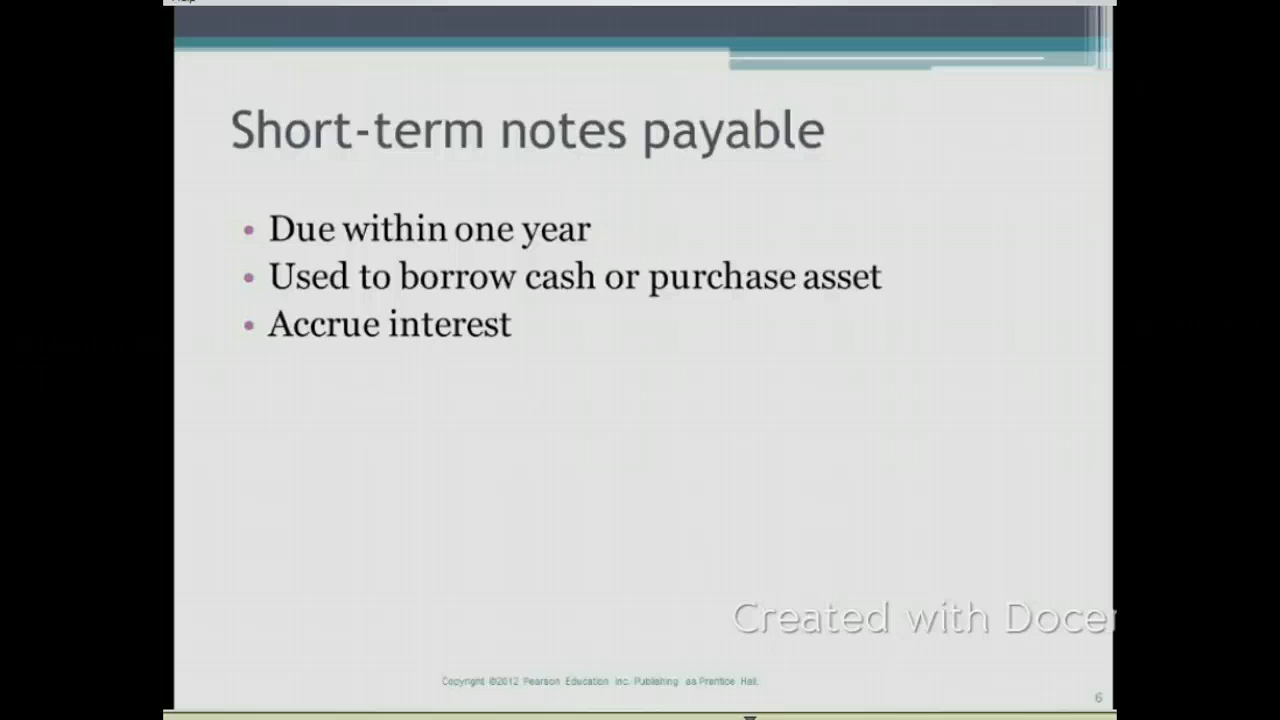 Help
Short-term notes payable
• Due within one year
• Used to borrow cash or purchase asset
• Accrue interest
Created with Docer
Copyright ©2012 Pearson Education Inc. Publishing as Prentice Hall.
6